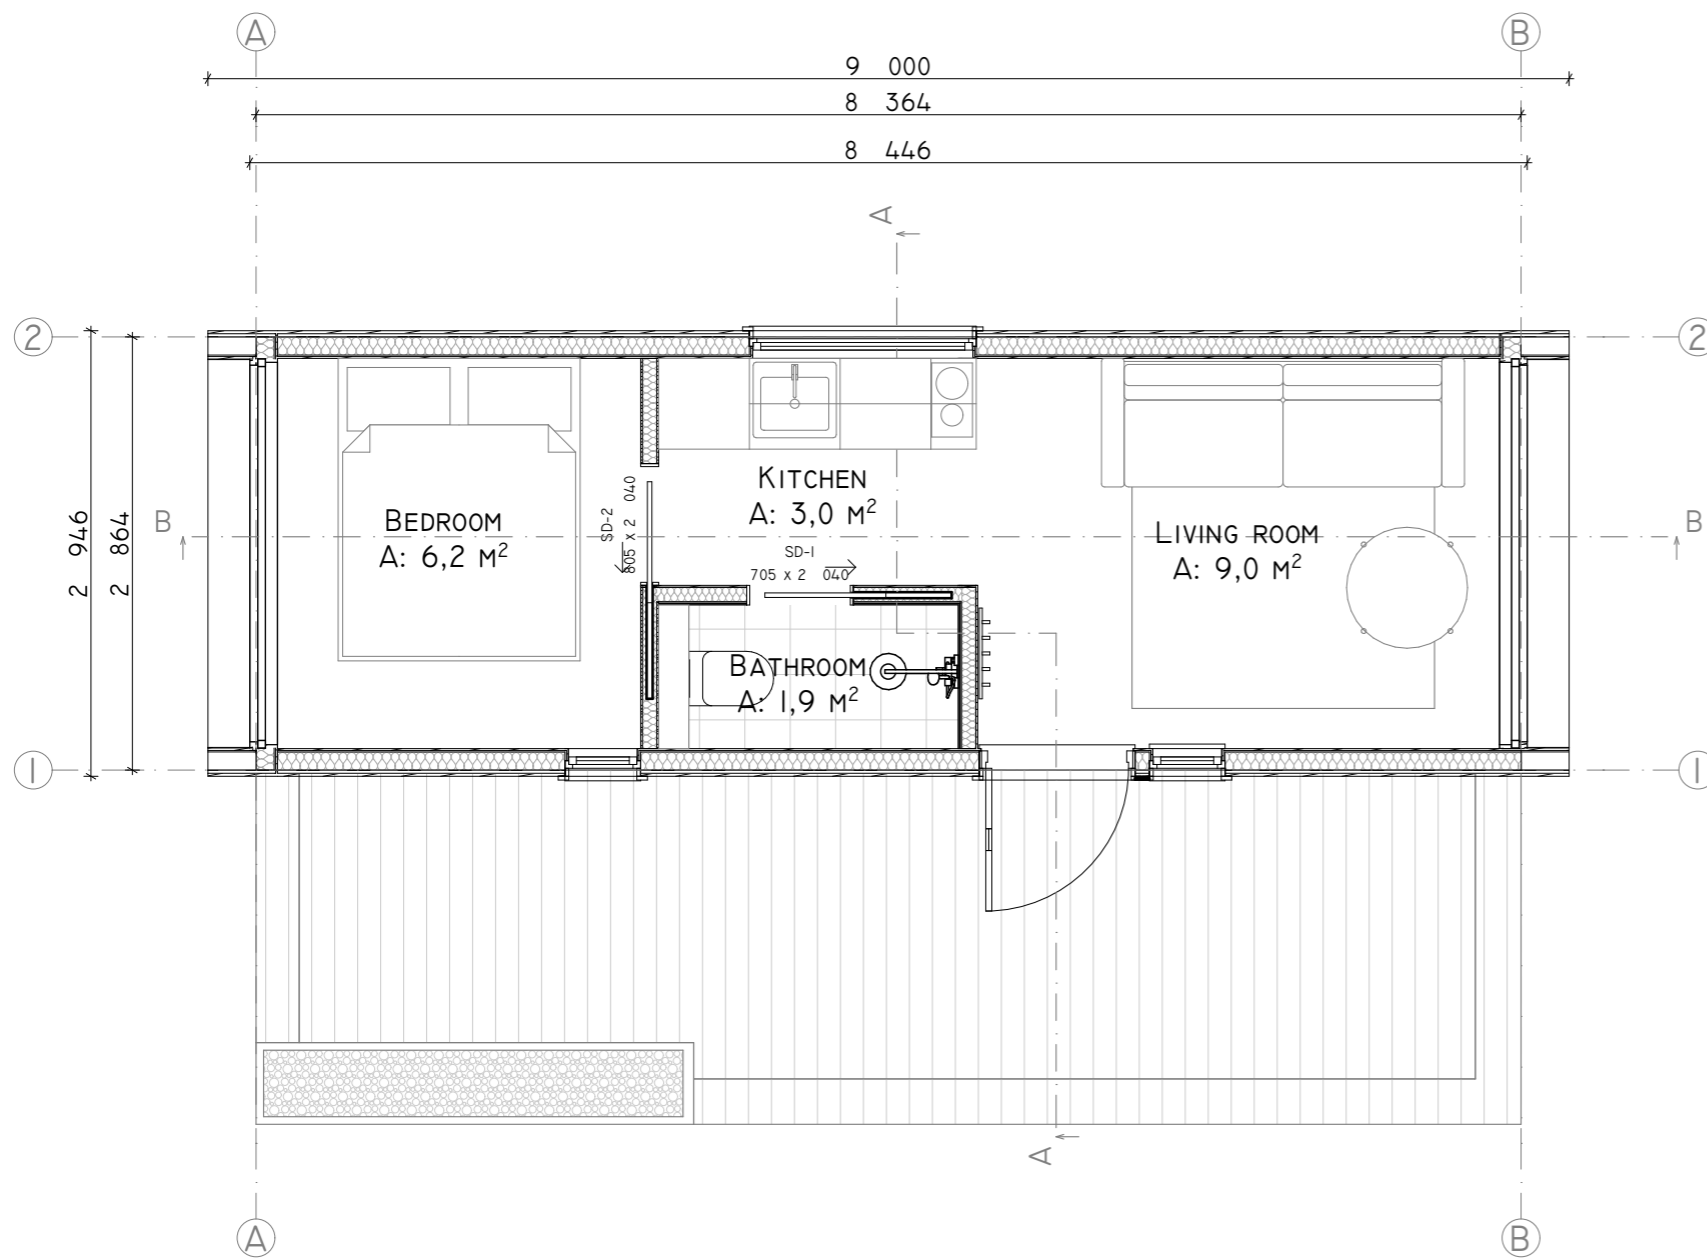 A B
9 000
8 364
8 446
A
2 2
2 946
2 864
B B
KITCHEN
A: 3,0 M²
BEDROOM
A: 6,2 M²
SD-2
805 x 2 040
SD-1
705 x 2 040
LIVING ROOM
A: 9,0 M²
BATHROOM
A: 1,9 M²
1 1
A
A B